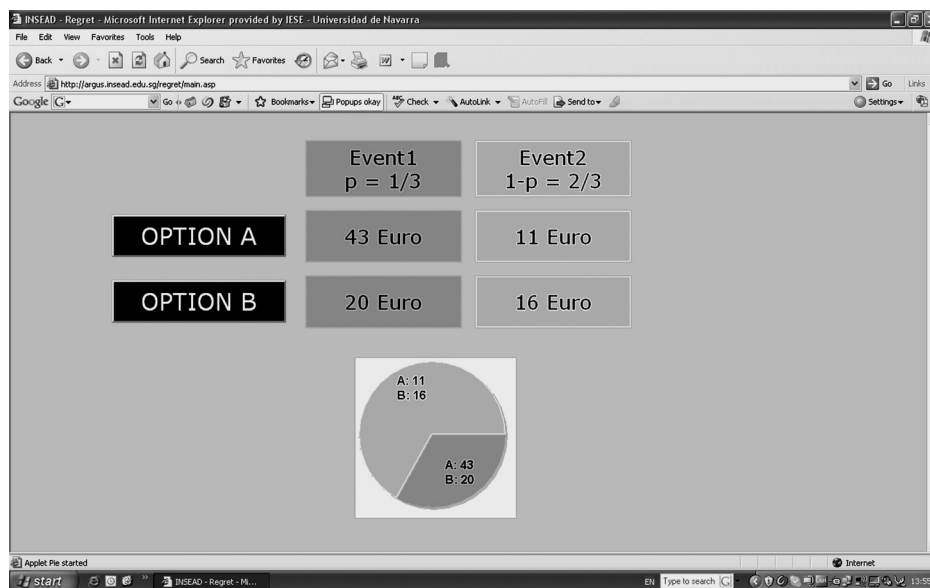 INSEAD - Regret - Microsoft Internet Explorer provided by IESE - Universidad de Navarra
File Edit View Favorites Tools Help
Back Search Favorites
Address http://argus.insead.edu.sg/regret/main.asp Go Links
Google G Go Bookmarks Popups okay Check AutoLink AutoFill Send to Settings
Event1 Event2
p = 1/3 1-p = 2/3
OPTION A 43 Euro 11 Euro
OPTION B 20 Euro 16 Euro
A: 11
B: 16
A: 43
B: 20
Applet Pie started Internet
start INSEAD - Regret - Mi... EN Type to search 13:55